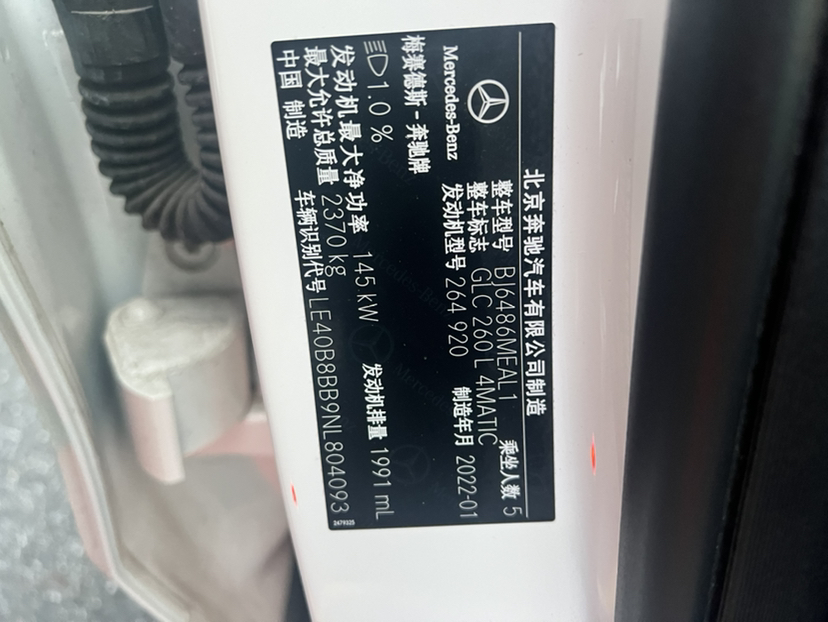 北京奔驰汽车有限公司制造
Mercedes-Benz
梅赛德斯-奔驰牌
整车型号 BJ6486MEAL1 乘坐人数 5
整车标志 GLC 260 L 4MATIC
发动机型号 264 920 制造年月 2022-01
1.0 %
发动机最大净功率 145 kW 发动机排量 1991 mL
最大允许总质量 2370 kg
中国 制造 车辆识别代号 LE40B8BB9NL804093
2679325